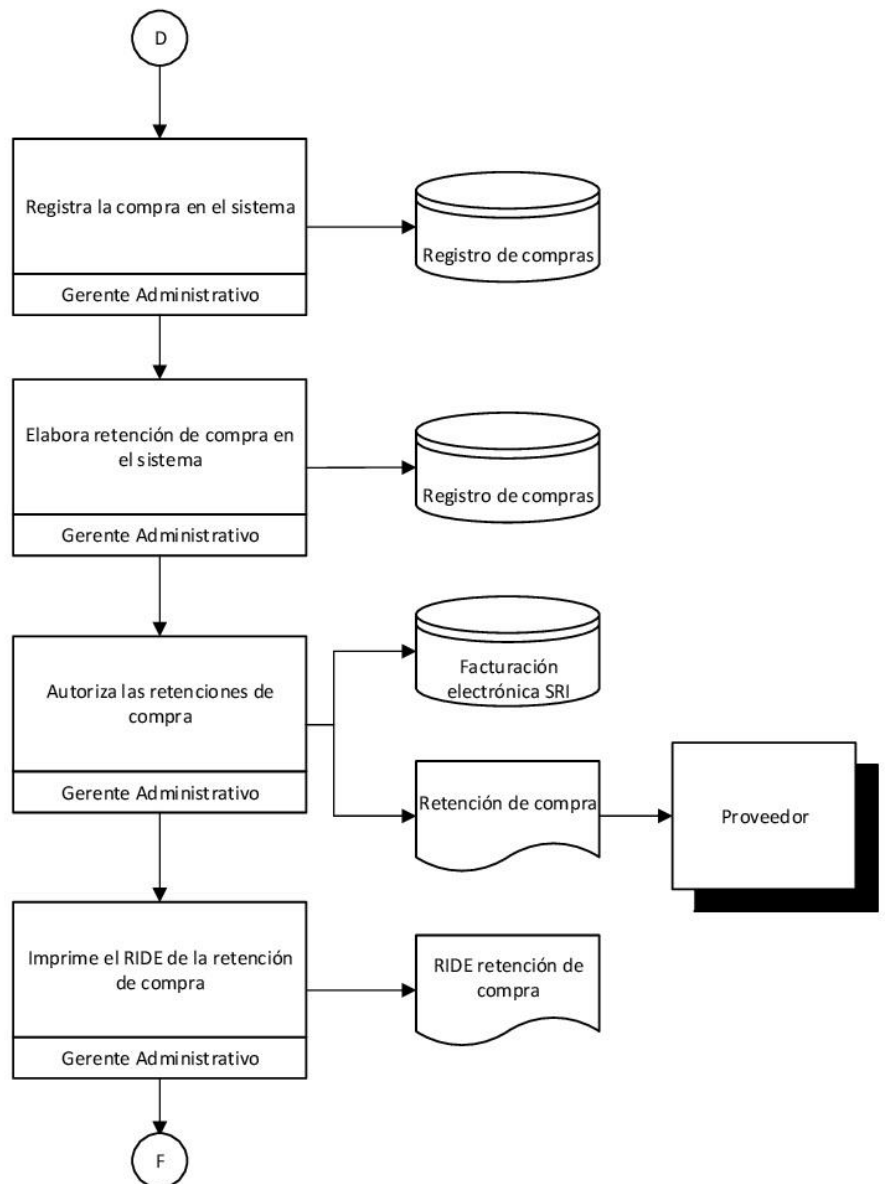 D
Registra la compra en el sistema
Gerente Administrativo
Registro de compras
Elabora retención de compra en
el sistema
Gerente Administrativo
Registro de compras
Autoriza las retenciones de
compra
Gerente Administrativo
Facturación
electrónica SRI
Retención de compra
Proveedor
Imprime el RIDE de la retención
de compra
Gerente Administrativo
RIDE retención de
compra
F